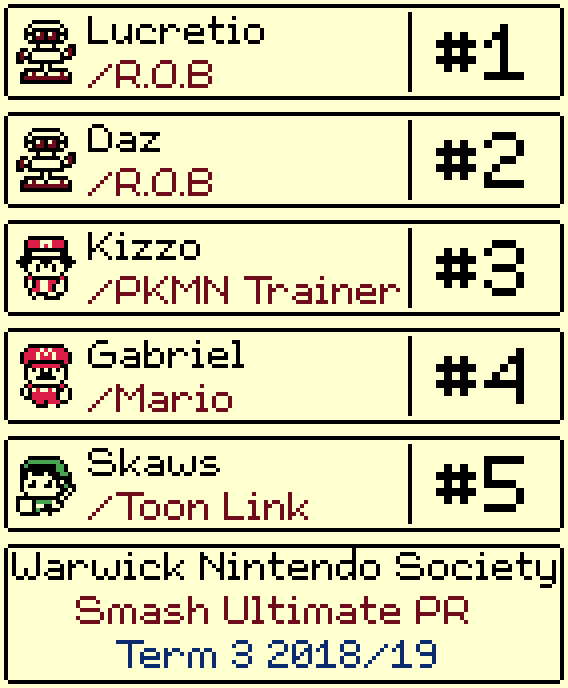 Lucretio
/R.O.B
#1
Daz
/R.O.B
#2
Kizzo
/PKMN Trainer
#3
Gabriel
/Mario
#4
Skaws
/Toon Link
#5
Warwick Nintendo Society
Smash Ultimate PR
Term 3 2018/19